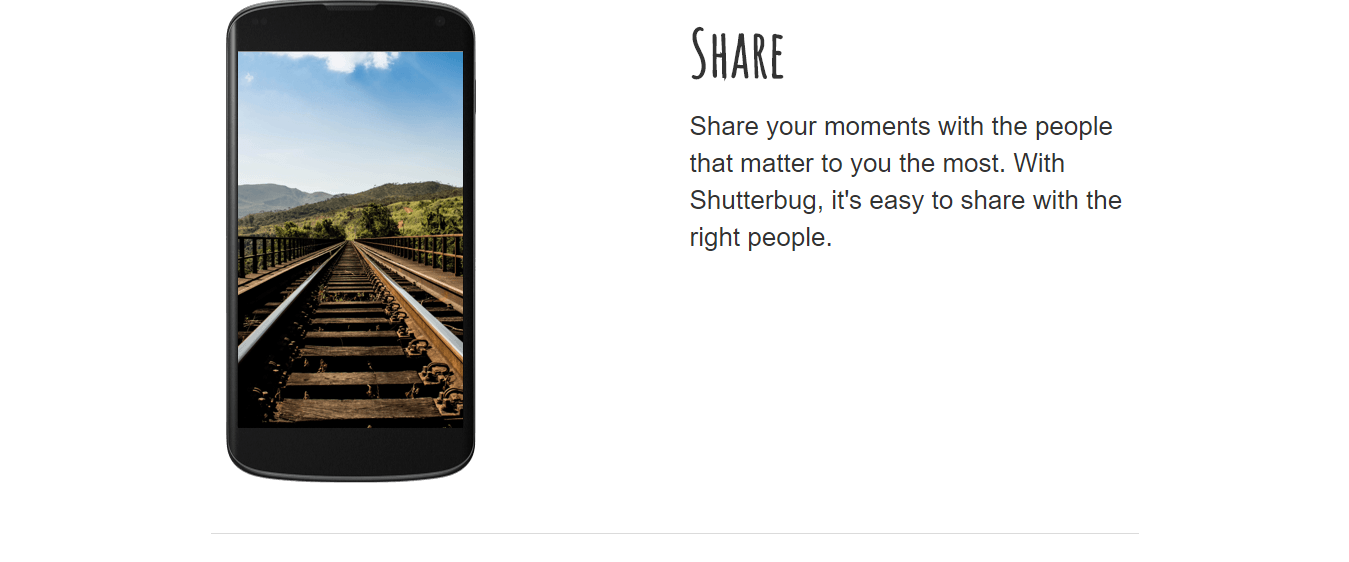 SHARE
Share your moments with the people
that matter to you the most. With
Shutterbug, it's easy to share with the
right people.